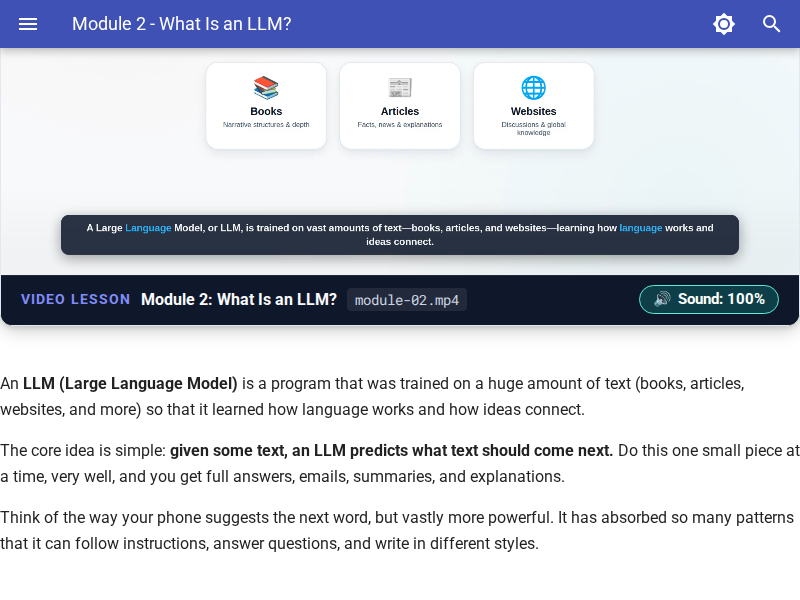 Module 2 - What Is an LLM?
Books
Narrative structures & depth
Articles
Facts, news & explanations
Websites
Discussions & global
knowledge
A Large Language Model, or LLM, is trained on vast amounts of text—books, articles, and websites—learning how language works and
ideas connect.
VIDEO LESSON Module 2: What Is an LLM? module-02.mp4 Sound: 100%
An LLM (Large Language Model) is a program that was trained on a huge amount of text (books, articles,
websites, and more) so that it learned how language works and how ideas connect.
The core idea is simple: given some text, an LLM predicts what text should come next. Do this one small piece at
a time, very well, and you get full answers, emails, summaries, and explanations.
Think of the way your phone suggests the next word, but vastly more powerful. It has absorbed so many patterns
that it can follow instructions, answer questions, and write in different styles.